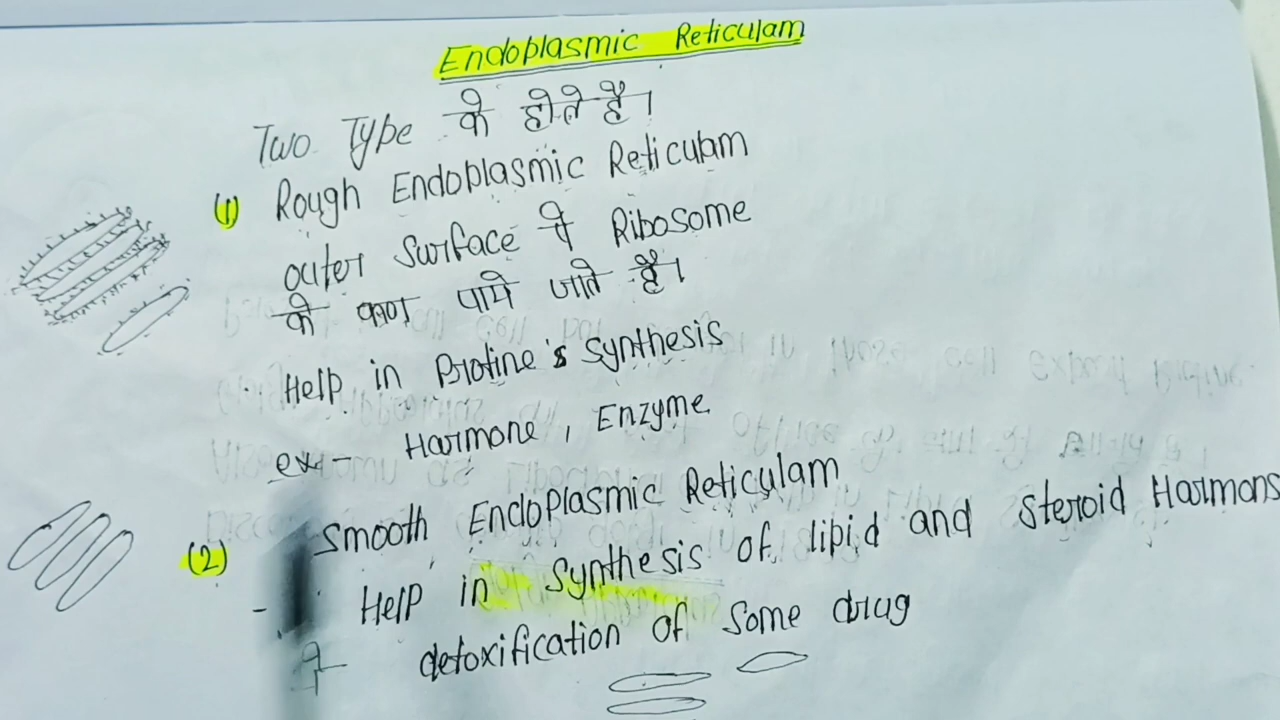 Endoplasmic Reticulam
Two Type के होते है।
(1) Rough Endoplasmic Reticulam
outer surface पे Ribosome
के कण पाये जाते है।
Help in Protine's synthesis
ex - Harmone, Enzyme
(2) Smooth Endoplasmic Reticulam
- Help in synthesis of lipid and steroid Harmons
detoxification of some drug